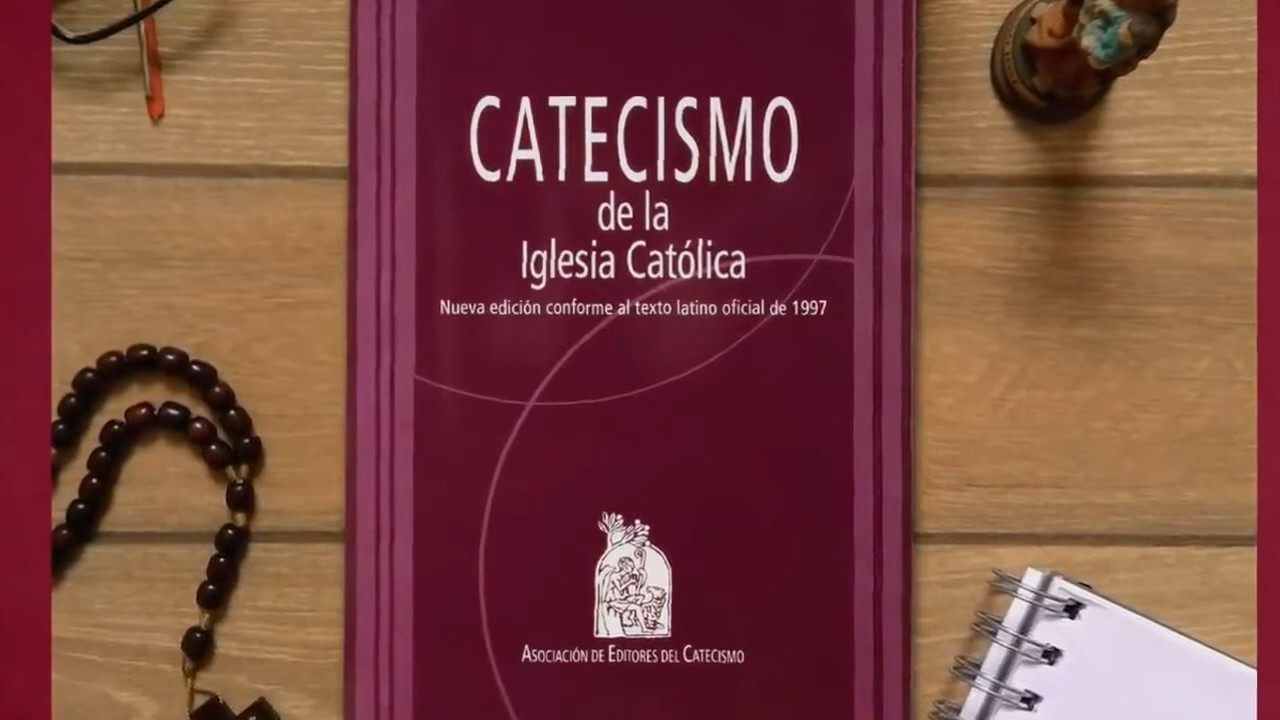 CATECISMO
de la
Iglesia Católica
Nueva edición conforme al texto latino oficial de 1997
ASOCIACIÓN DE EDITORES DEL CATECISMO